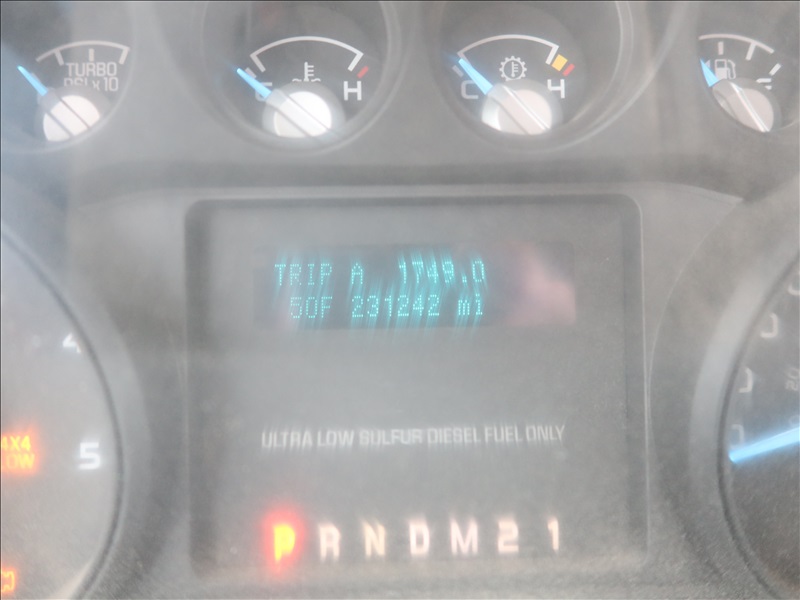 TURBO
PSI x 10
C H
C H
TRIP A 1749.0
50F 231242 mi
4
4X4
LOW
5
ULTRA LOW SULFUR DIESEL FUEL ONLY
P R N D M 2 1